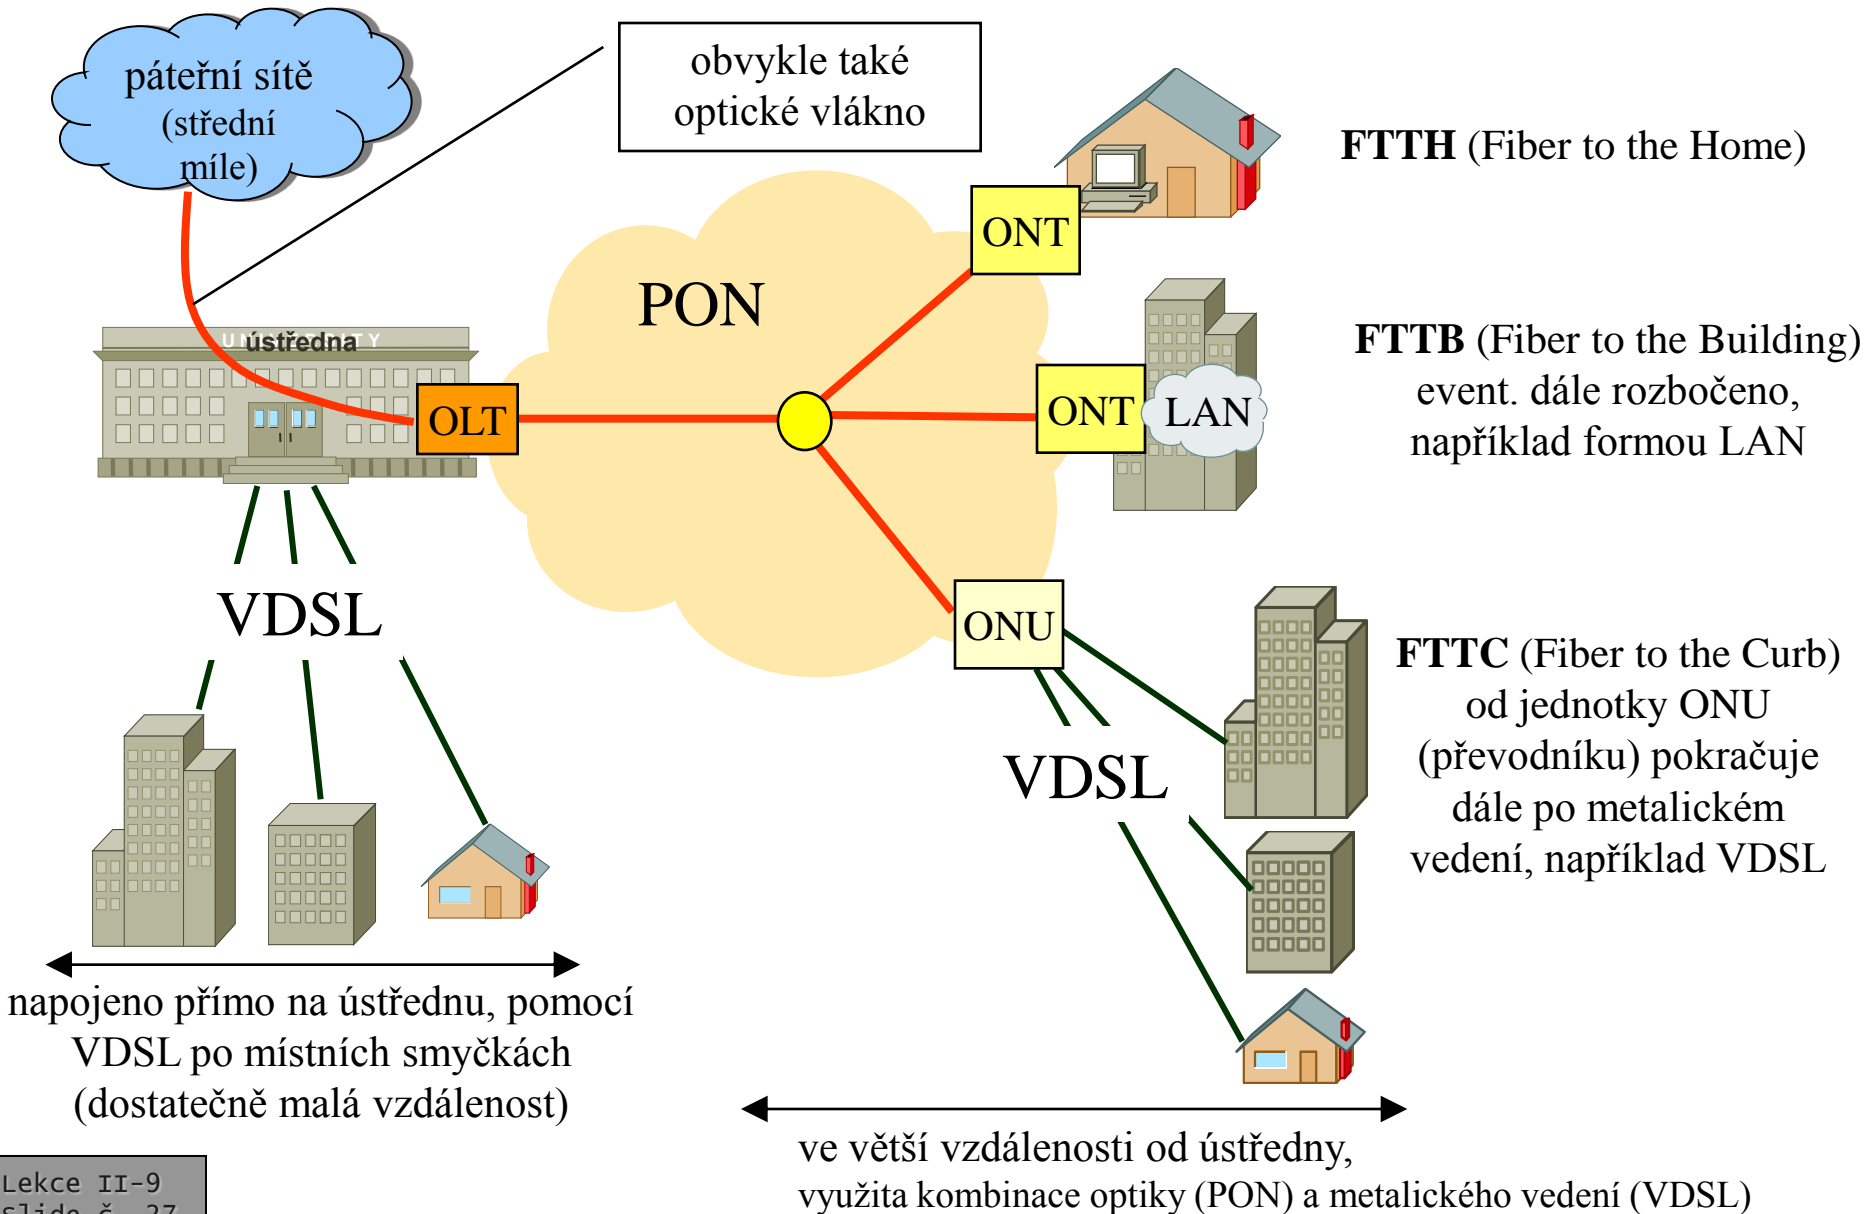 páteřní sítě
(střední
míle)
obvykle také
optické vlákno
FTTH (Fiber to the Home)
ONT
PON
ústředna
OLT
ONT
LAN
FTTB (Fiber to the Building)
event. dále rozbočeno,
například formou LAN
VDSL
ONU
FTTC (Fiber to the Curb)
od jednotky ONU
(převodníku) pokračuje
dále po metalickém
vedení, například VDSL
VDSL
napojeno přímo na ústřednu, pomocí
VDSL po místních smyčkách
(dostatečně malá vzdálenost)
ve větší vzdálenosti od ústředny,
využita kombinace optiky (PON) a metalického vedení (VDSL)
Lekce II-9
Slide č. 27